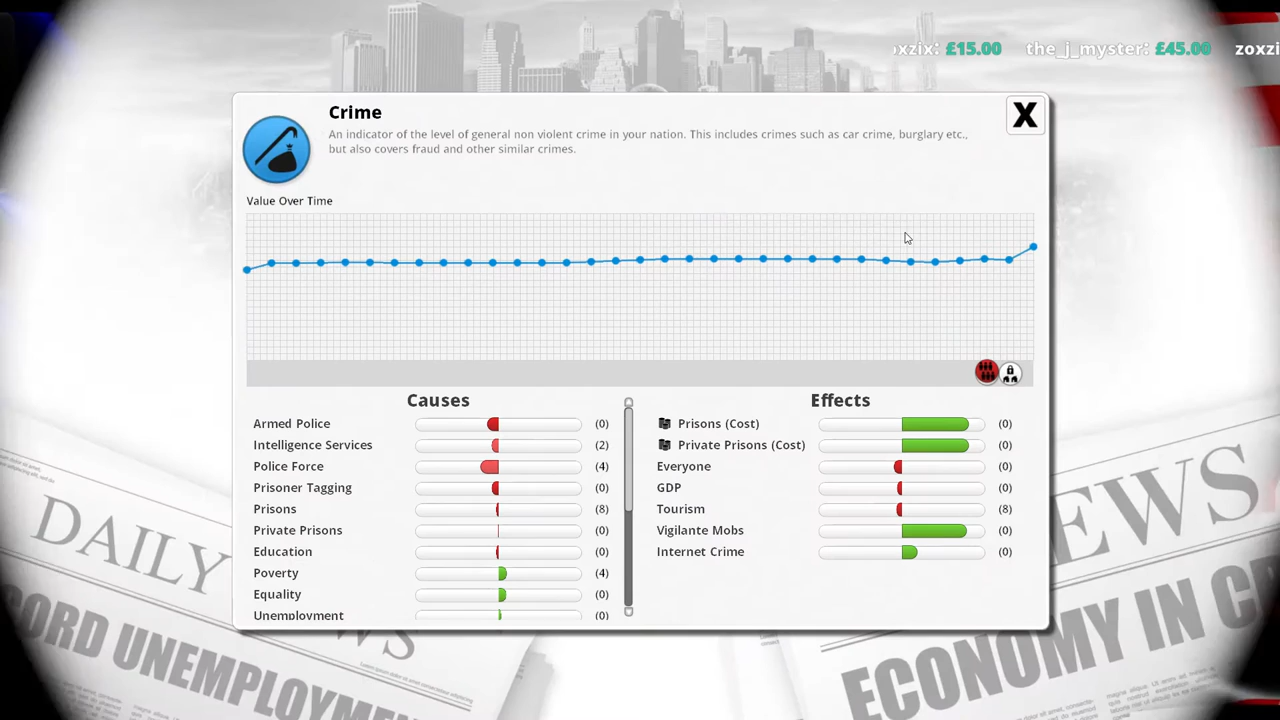 oxzix: £15.00 the_j_myster: £45.00 zoxzi
Crime
X
An indicator of the level of general non violent crime in your nation. This includes crimes such as car crime, burglary etc.,
but also covers fraud and other similar crimes.
Value Over Time
Causes
Armed Police (0)
Intelligence Services (2)
Police Force (4)
Prisoner Tagging (0)
Prisons (8)
Private Prisons (0)
Education (0)
Poverty (4)
Equality (0)
Unemployment (0)
Effects
Prisons (Cost) (0)
Private Prisons (Cost) (0)
Everyone (0)
GDP (0)
Tourism (8)
Vigilante Mobs (0)
Internet Crime (0)
DAILY
NEWS
CORD UNEMPLOYMENT
NEWS
ECONOMY IN CR